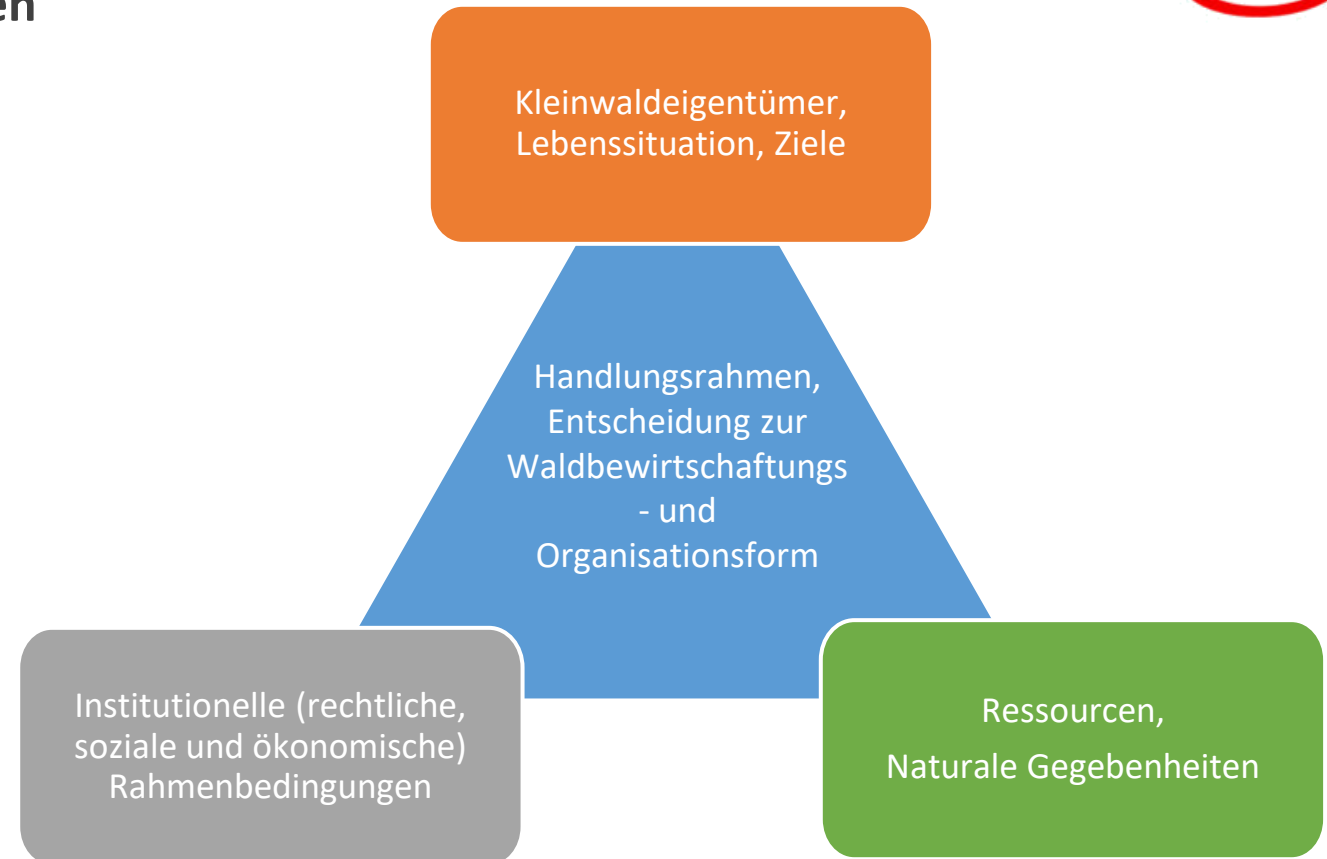 en
Kleinwaldeigentümer,
Lebenssituation, Ziele
Handlungsrahmen,
Entscheidung zur
Waldbewirtschaftungs
- und
Organisationsform
Institutionelle (rechtliche,
soziale und ökonomische)
Rahmenbedingungen
Ressourcen,
Naturale Gegebenheiten